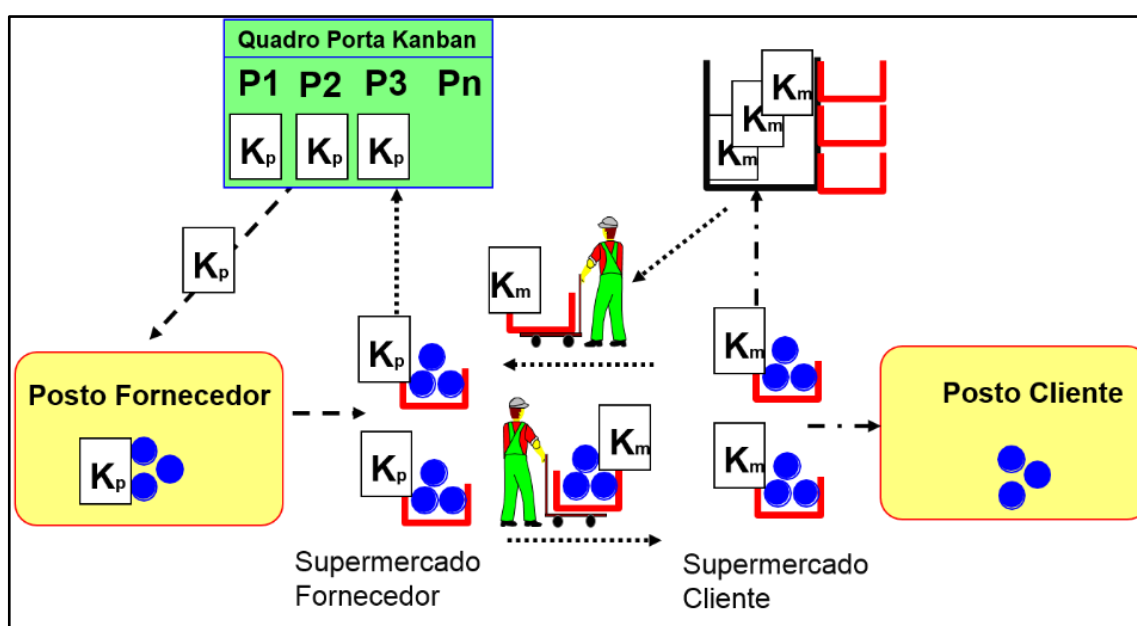 Quadro Porta Kanban
P1 P2 P3 Pn
Kp Kp Kp
Km
Km
Km
Kp
Km
Kp
Km
Posto Fornecedor
Posto Cliente
Kp
Kp
Km
Km
Supermercado
Fornecedor
Supermercado
Cliente